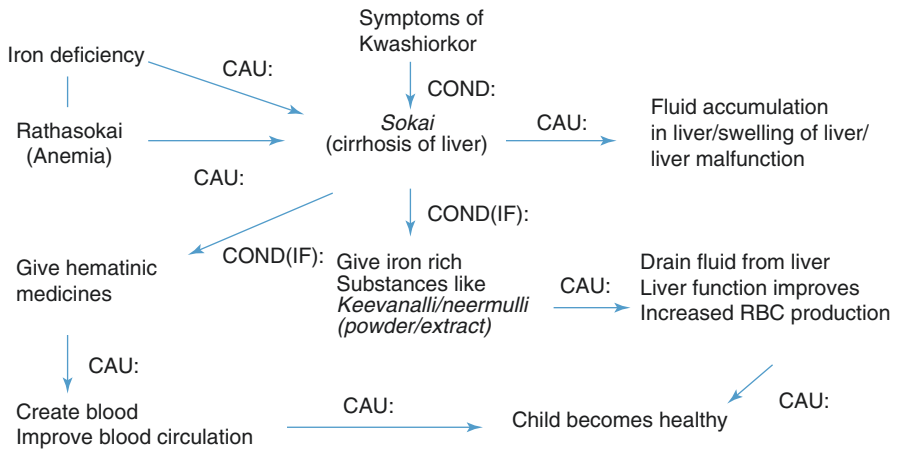 Symptoms of
Kwashiorkor
Iron deficiency
CAU:
COND:
Rathasokai
(Anemia)
Sokai
(cirrhosis of liver)
CAU:
Fluid accumulation
in liver/swelling of liver/
liver malfunction
CAU:
COND(IF):
COND(IF):
Give hematinic
medicines
Give iron rich
Substances like
Keevanalli/neermulli
(powder/extract)
CAU:
Drain fluid from liver
Liver function improves
Increased RBC production
CAU:
CAU:
Create blood
Improve blood circulation
CAU:
Child becomes healthy